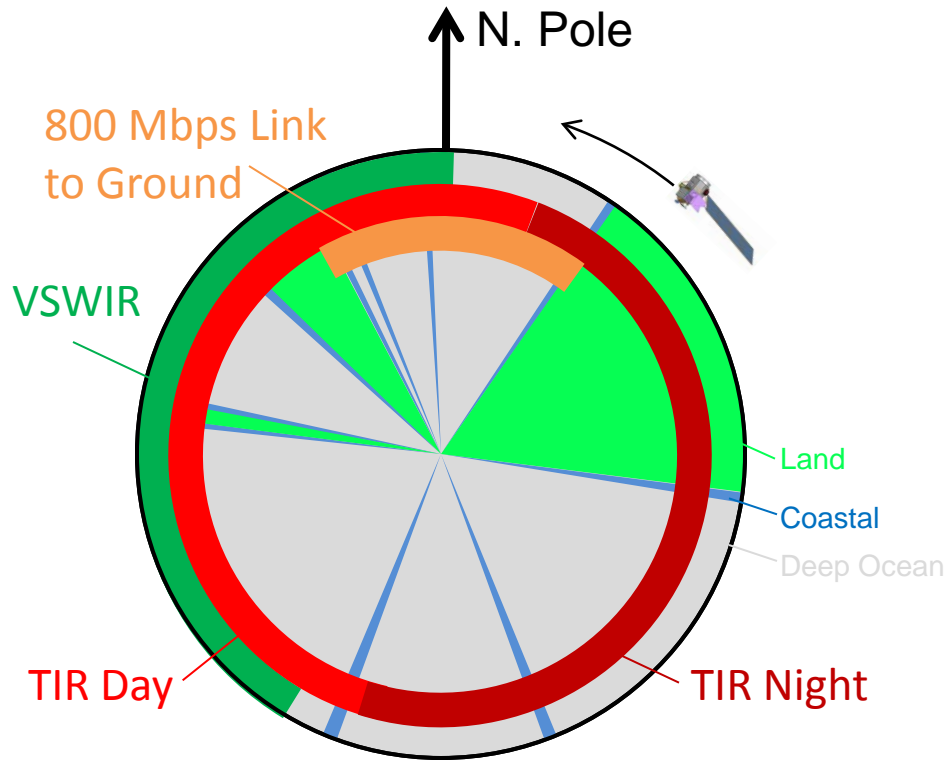 N. Pole
800 Mbps Link
to Ground
VSWIR
Land
Coastal
Deep Ocean
TIR Day
TIR Night